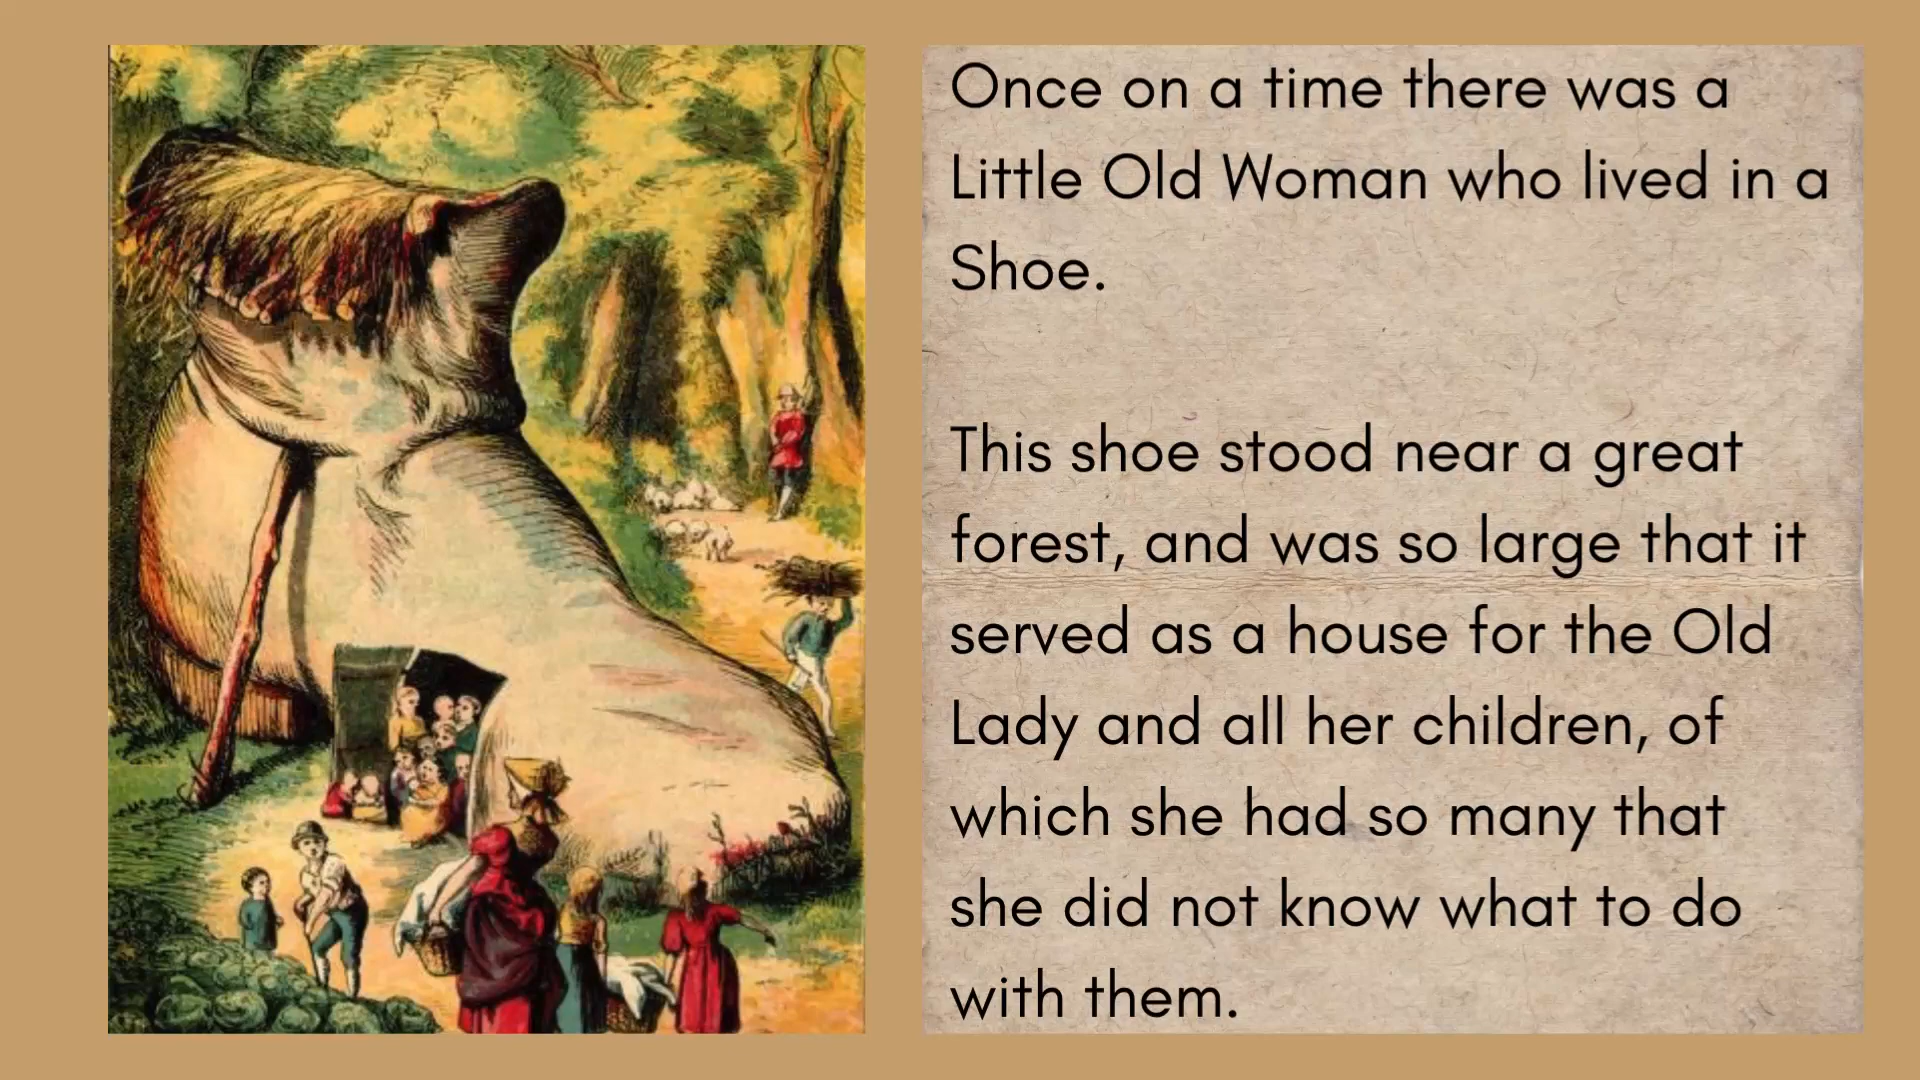 Once on a time there was a
Little Old Woman who lived in a
Shoe.
This shoe stood near a great
forest, and was so large that it
served as a house for the Old
Lady and all her children, of
which she had so many that
she did not know what to do
with them.